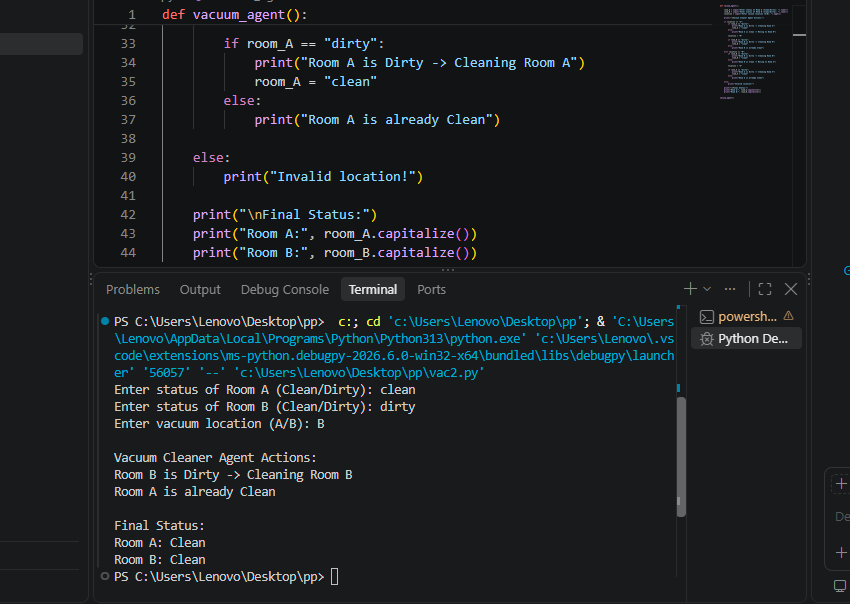 1 def vacuum_agent():
32
33 if room_A == "dirty":
34 print("Room A is Dirty -> Cleaning Room A")
35 room_A = "clean"
36 else:
37 print("Room A is already Clean")
38
39 else:
40 print("Invalid location!")
41
42 print("\nFinal Status:")
43 print("Room A:", room_A.capitalize())
44 print("Room B:", room_B.capitalize())
Problems Output Debug Console Terminal Ports
PS C:\Users\Lenovo\Desktop\pp> c:; cd 'c:\Users\Lenovo\Desktop\pp'; & 'C:\Users
\Lenovo\AppData\Local\Programs\Python\Python313\python.exe' 'c:\Users\Lenovo\.vs
code\extensions\ms-python.debugpy-2026.6.0-win32-x64\bundled\libs\debugpy\launch
er' '56057' '--' 'c:\Users\Lenovo\Desktop\pp\vac2.py'
Enter status of Room A (Clean/Dirty): clean
Enter status of Room B (Clean/Dirty): dirty
Enter vacuum location (A/B): B
Vacuum Cleaner Agent Actions:
Room B is Dirty -> Cleaning Room B
Room A is already Clean
Final Status:
Room A: Clean
Room B: Clean
PS C:\Users\Lenovo\Desktop\pp>
powersh...
Python De...
De